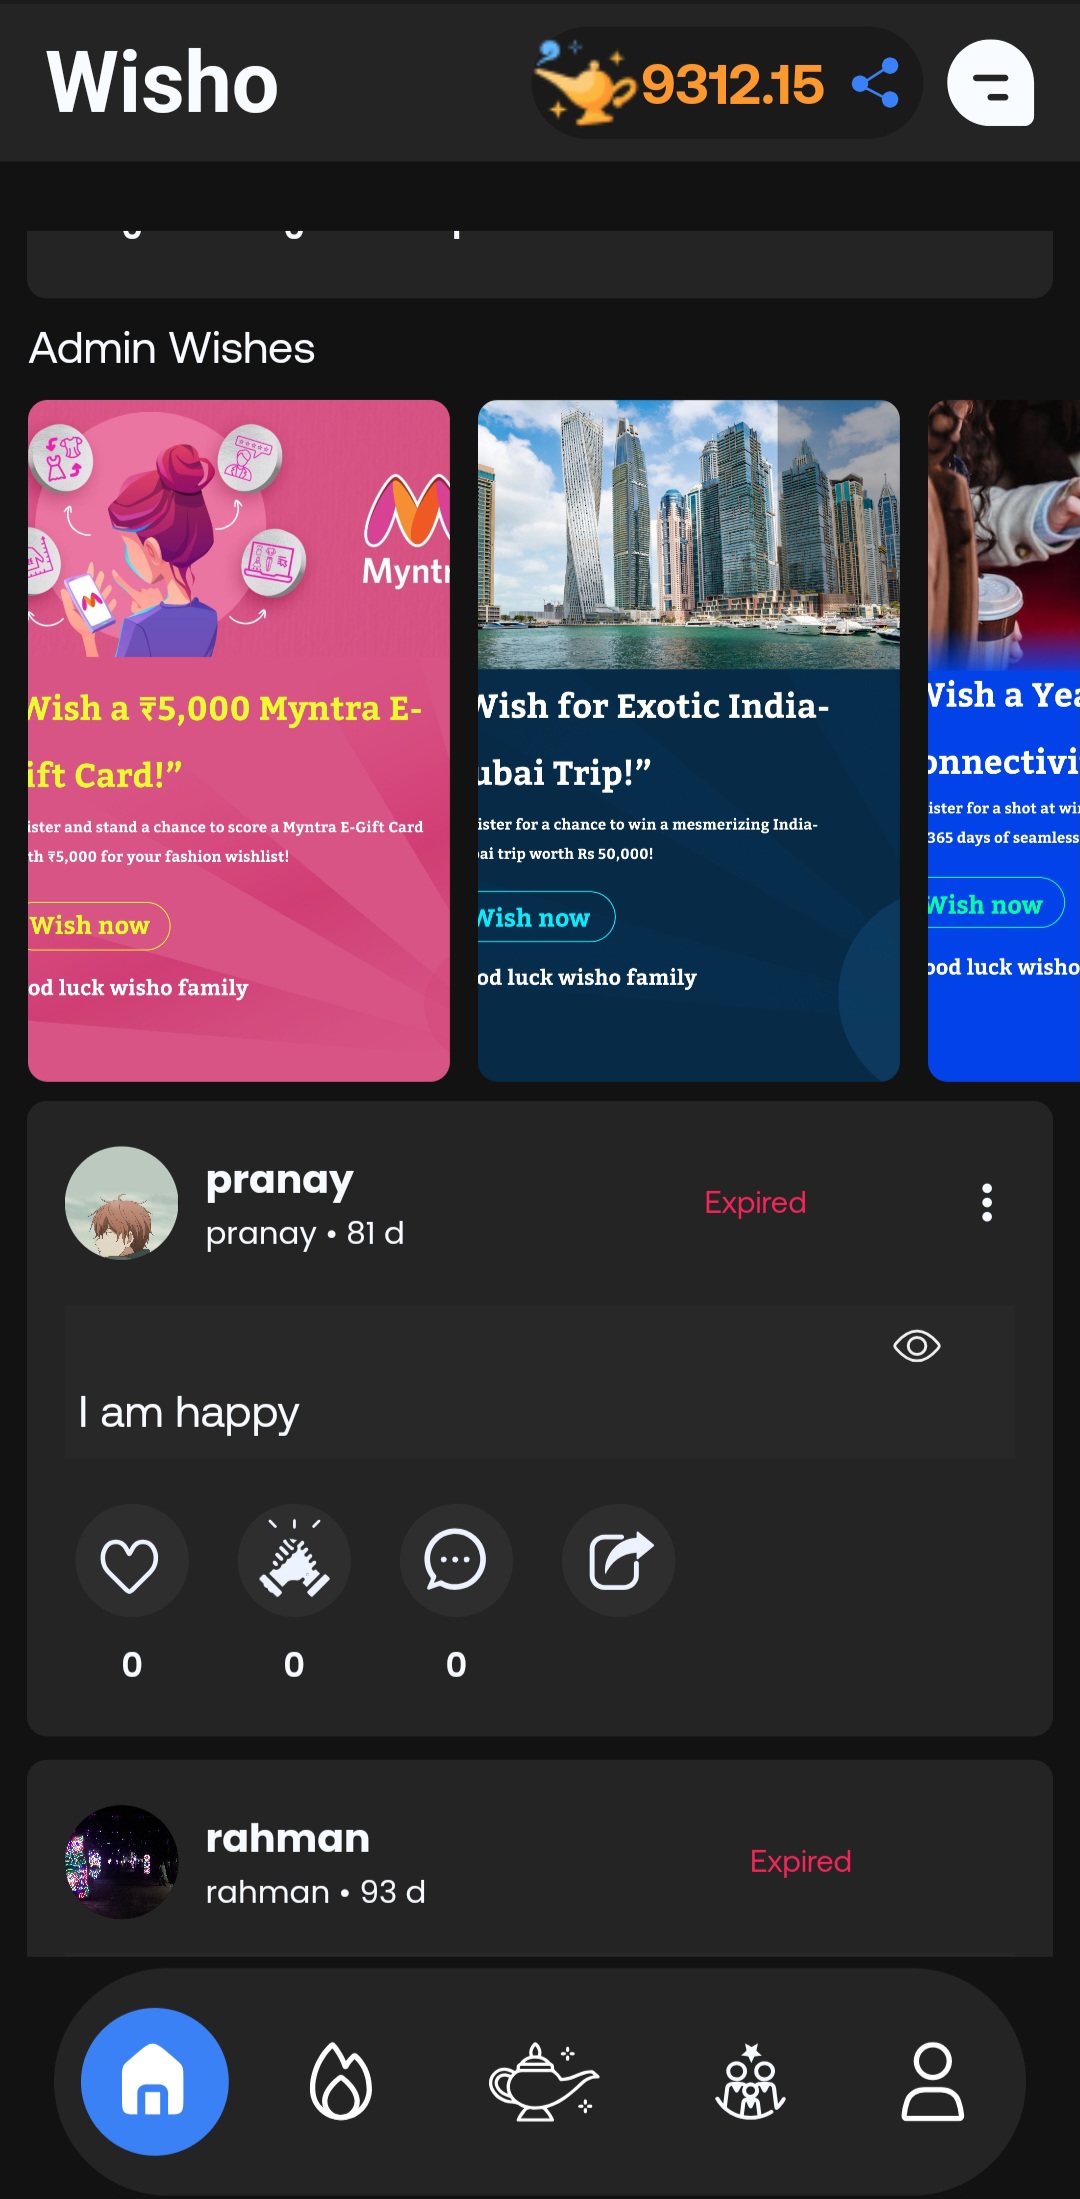 Wisho
9312.15
Admin Wishes
Myntr
Wish a ₹5,000 Myntra E-
ift Card!”
ister and stand a chance to score a Myntra E-Gift Card
th ₹5,000 for your fashion wishlist!
Wish now
od luck wisho family
Wish for Exotic India-
ubai Trip!”
ister for a chance to win a mesmerizing India-
ai trip worth Rs 50,000!
Wish now
od luck wisho family
Wish a Yea
onnectivi
ister for a shot at wi
365 days of seamless
Wish now
ood luck wisho
pranay
pranay • 81 d
Expired
I am happy
0
0
0
rahman
rahman • 93 d
Expired